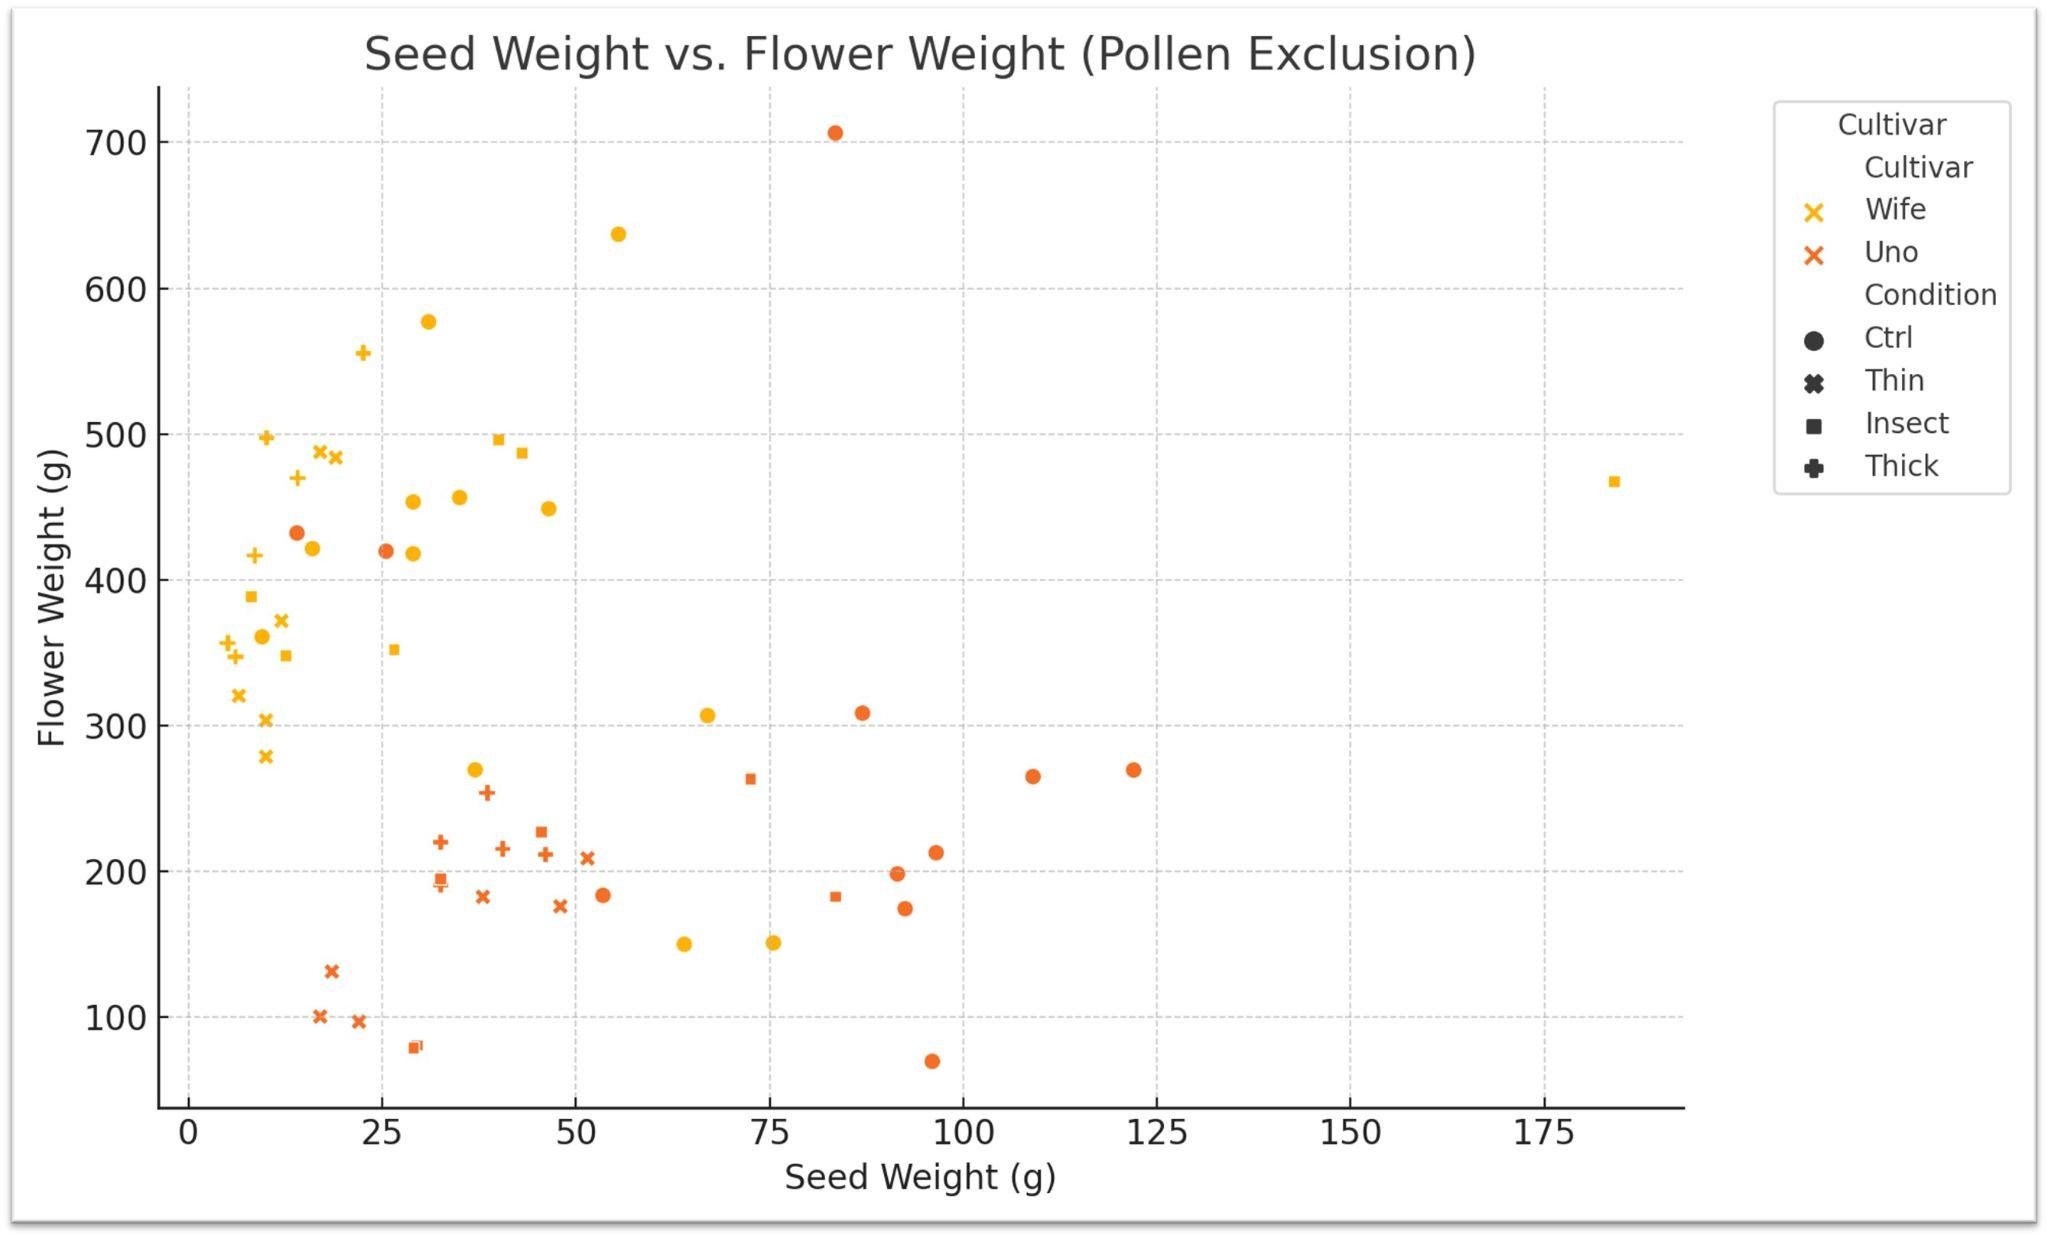 Seed Weight vs. Flower Weight (Pollen Exclusion)
700
600
500
400
300
200
100
Flower Weight (g)
0 25 50 75 100 125 150 175
Seed Weight (g)
Cultivar
Cultivar
Wife
Uno
Condition
Ctrl
Thin
Insect
Thick